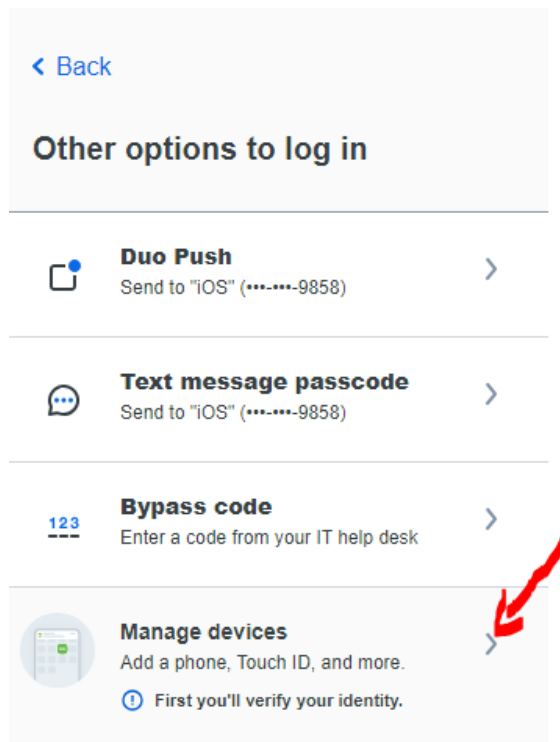 Back
Other options to log in
Duo Push
Send to "iOS" (•••-•••-9858)
Text message passcode
Send to "iOS" (•••-•••-9858)
123
Bypass code
Enter a code from your IT help desk
Manage devices
Add a phone, Touch ID, and more.
First you'll verify your identity.